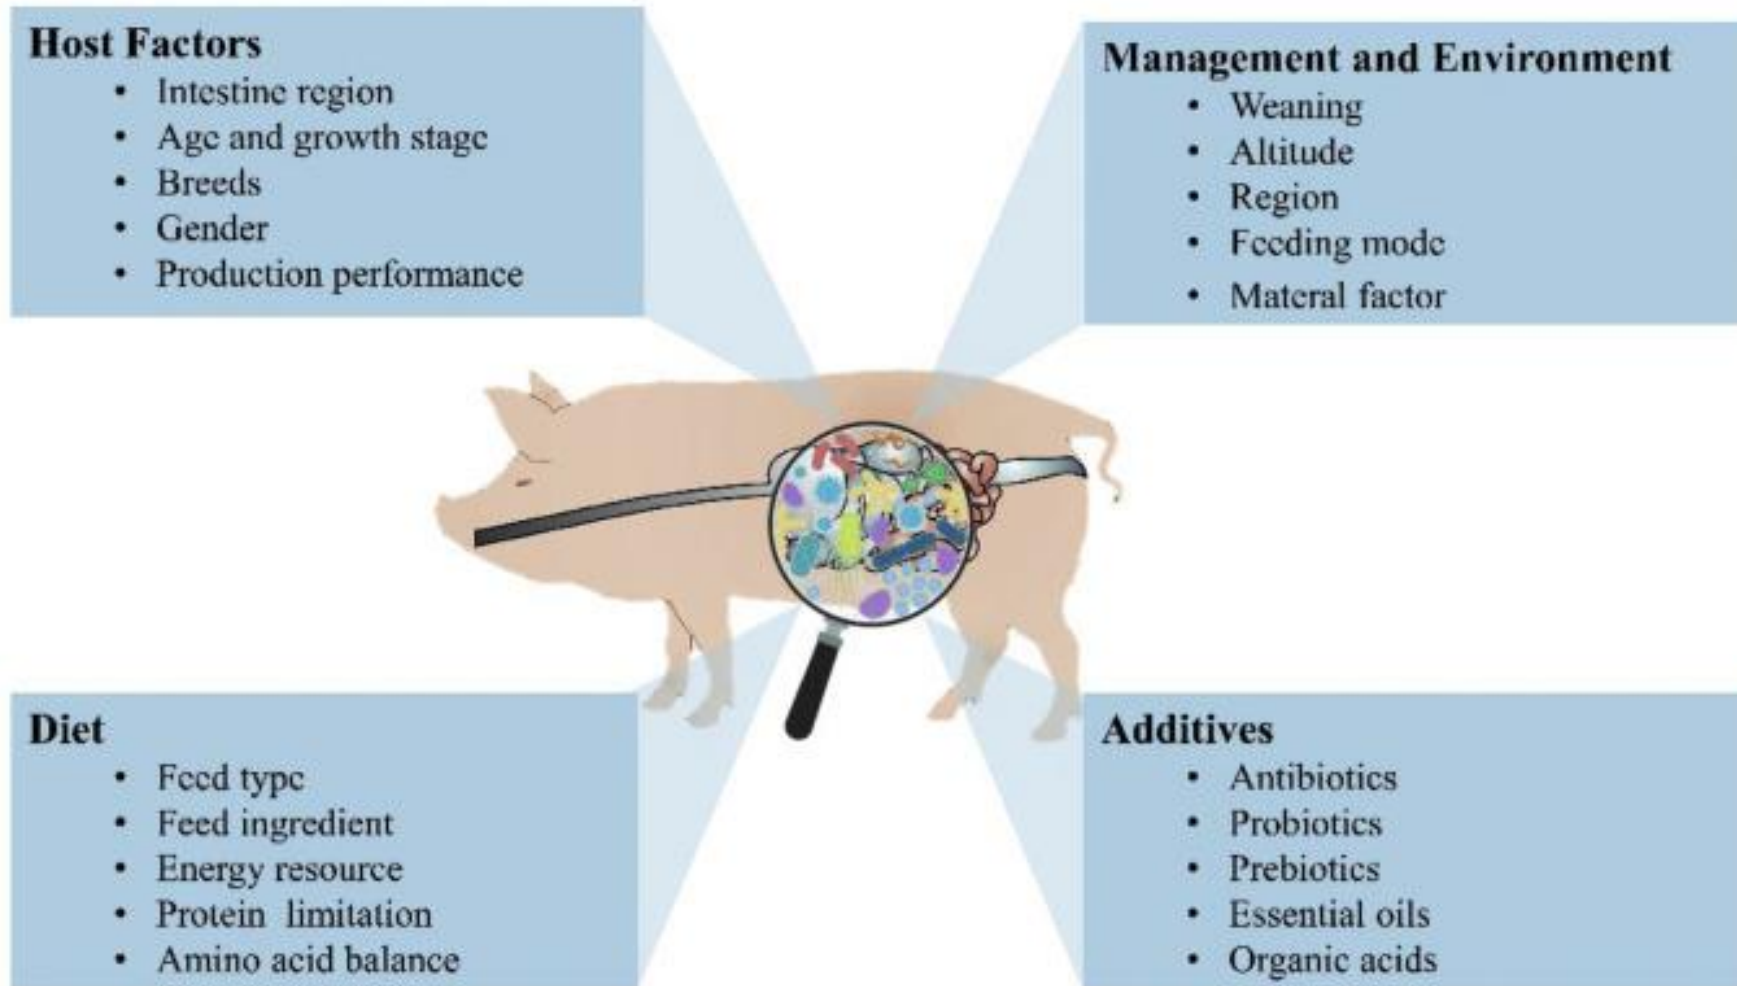 Host Factors
• Intestine region
• Age and growth stage
• Breeds
• Gender
• Production performance
Management and Environment
• Weaning
• Altitude
• Region
• Feeding mode
• Materal factor
Diet
• Feed type
• Feed ingredient
• Energy resource
• Protein limitation
• Amino acid balance
Additives
• Antibiotics
• Probiotics
• Prebiotics
• Essential oils
• Organic acids